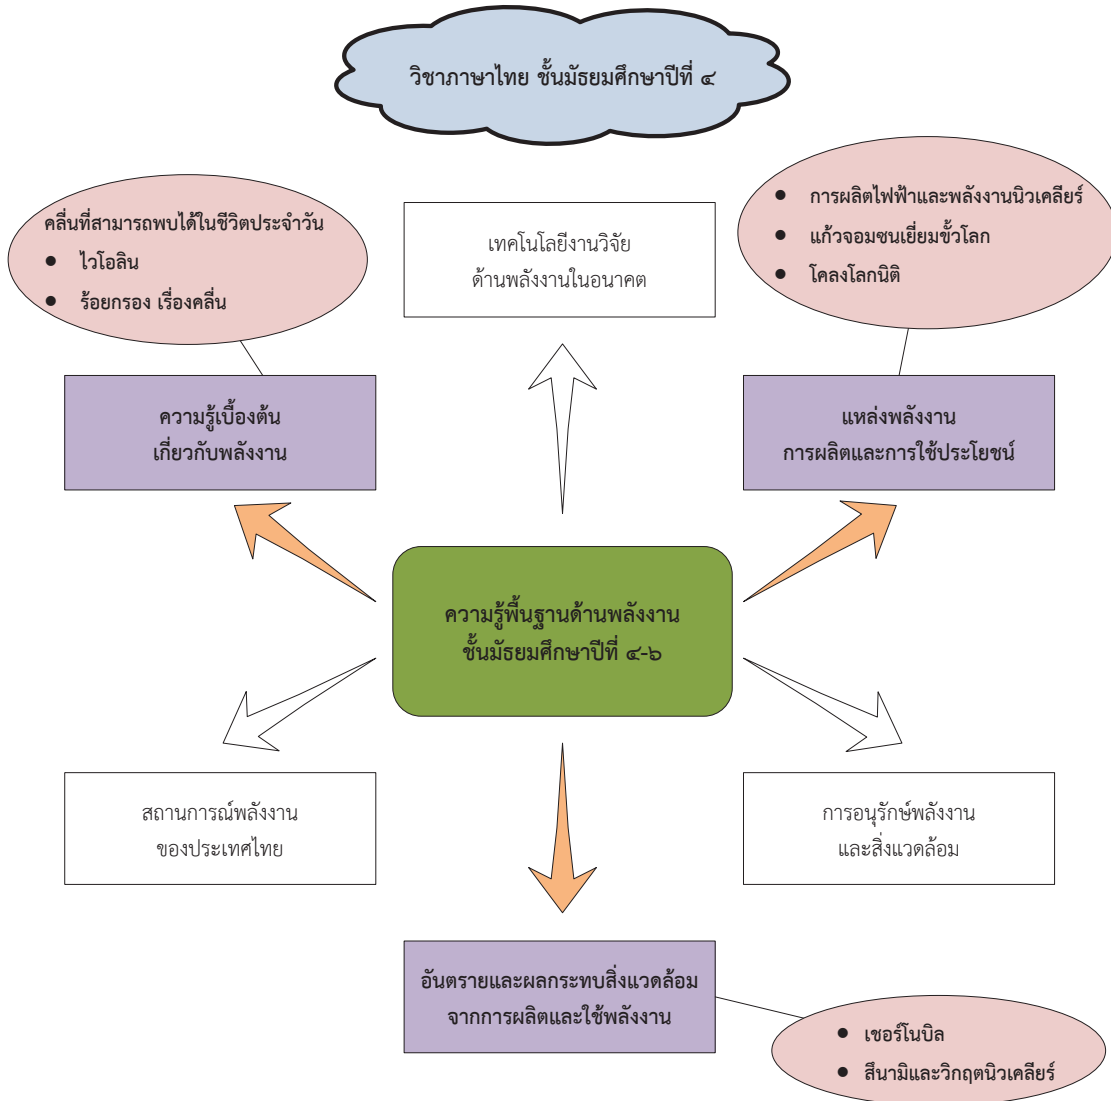 วิชาภาษาไทย ชั้นมัธยมศึกษาปีที่ ๔
คลื่นที่สามารถพบได้ในชีวิตประจำวัน
● ไวโอลิน
● ร้อยกรอง เรื่องคลื่น
เทคโนโลยีงานวิจัย
ด้านพลังงานในอนาคต
● การผลิตไฟฟ้าและพลังงานนิวเคลียร์
● แก้วจอมซนเยี่ยมขั้วโลก
● โคลงโลกนิติ
ความรู้เบื้องต้น
เกี่ยวกับพลังงาน
แหล่งพลังงาน
การผลิตและการใช้ประโยชน์
ความรู้พื้นฐานด้านพลังงาน
ชั้นมัธยมศึกษาปีที่ ๔-๖
สถานการณ์พลังงาน
ของประเทศไทย
การอนุรักษ์พลังงาน
และสิ่งแวดล้อม
อันตรายและผลกระทบสิ่งแวดล้อม
จากการผลิตและใช้พลังงาน
● เชอร์โนบิล
● สึนามิและวิกฤตนิวเคลียร์